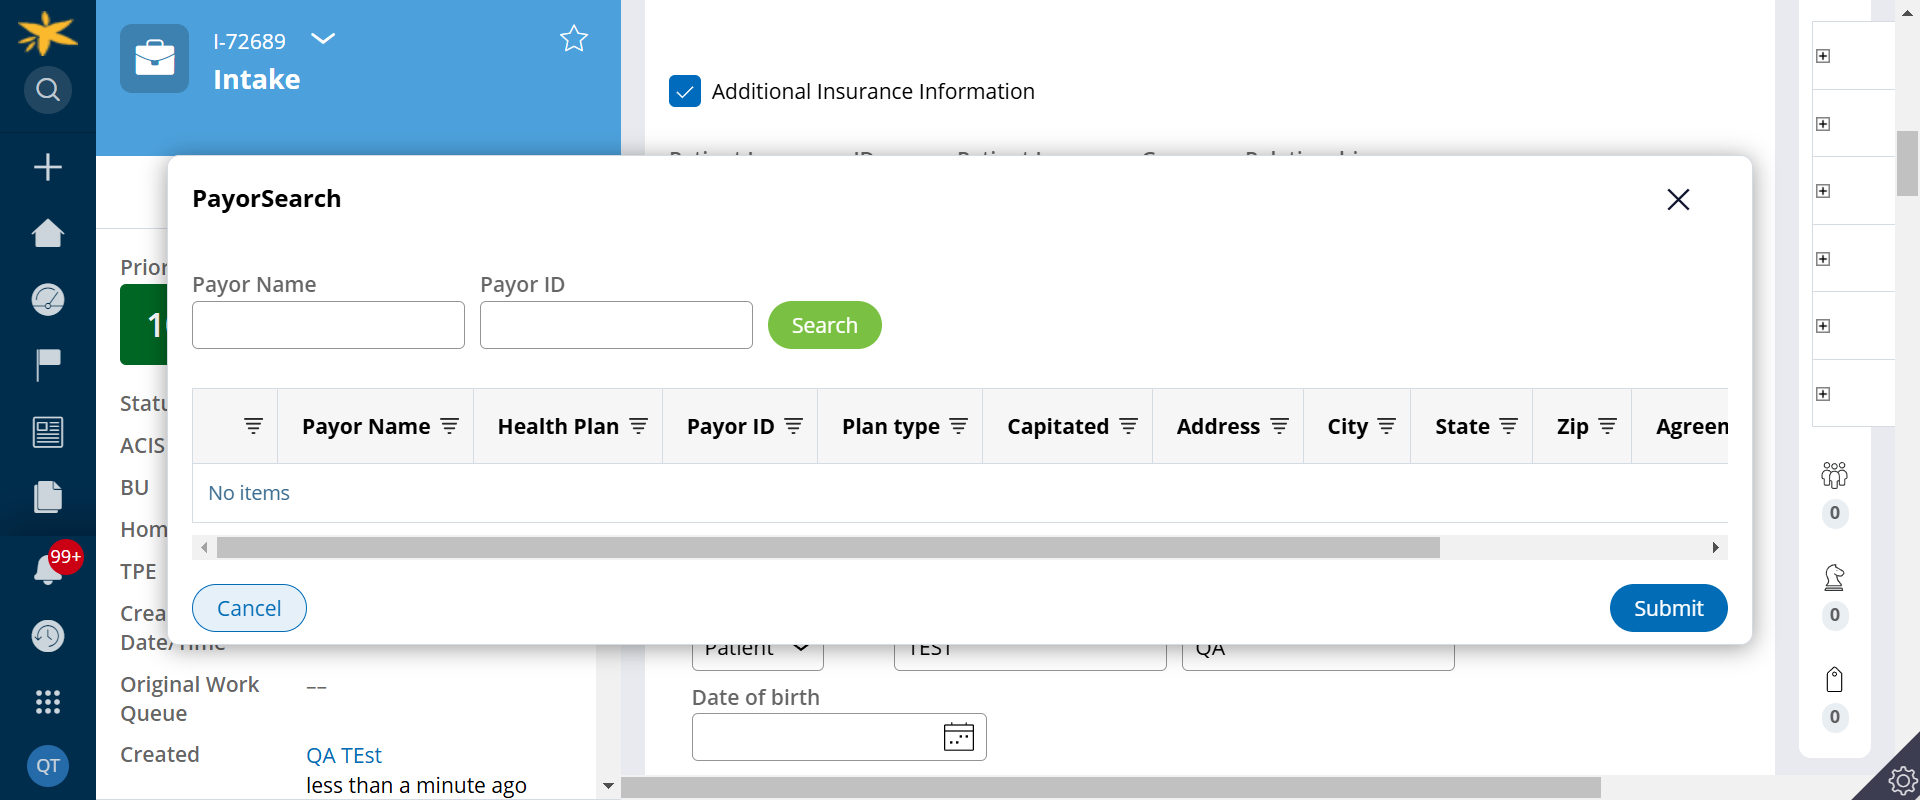 I-72689
Intake
Additional Insurance Information
PayorSearch
Payor Name
Payor ID
Search
Payor Name Health Plan Payor ID Plan type Capitated Address City State Zip Agreen
No items
Cancel
Submit
Prior
1
Statu
ACIS
BU
Hom
TPE
Crea
Date/Time
Original Work
Queue
––
Created
QA TEst
less than a minute ago
Patient
TEST
QA
Date of birth
99+
QT
0
0
0